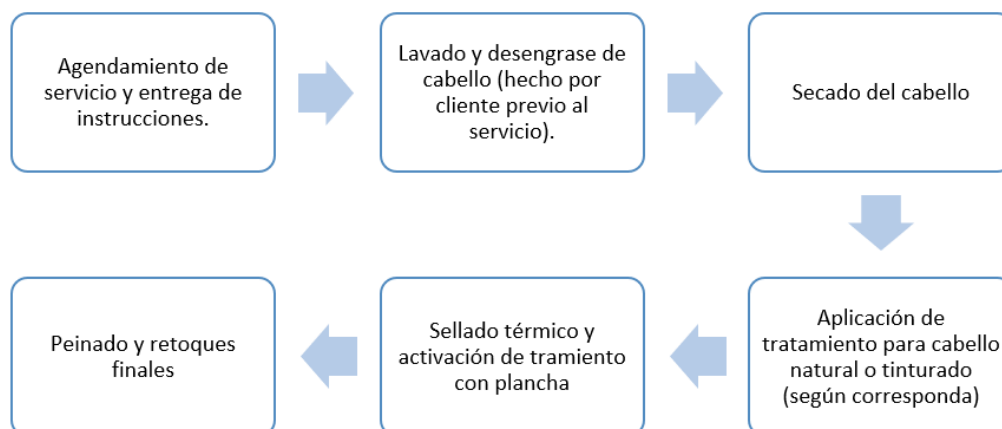 Agendamiento de
servicio y entrega de
instrucciones.
Lavado y desengrase de
cabello (hecho por
cliente previo al
servicio).
Secado del cabello
Aplicación de
tratamiento para cabello
natural o tinturado
(según corresponda)
Sellado térmico y
activación de tramiento
con plancha
Peinado y retoques
finales